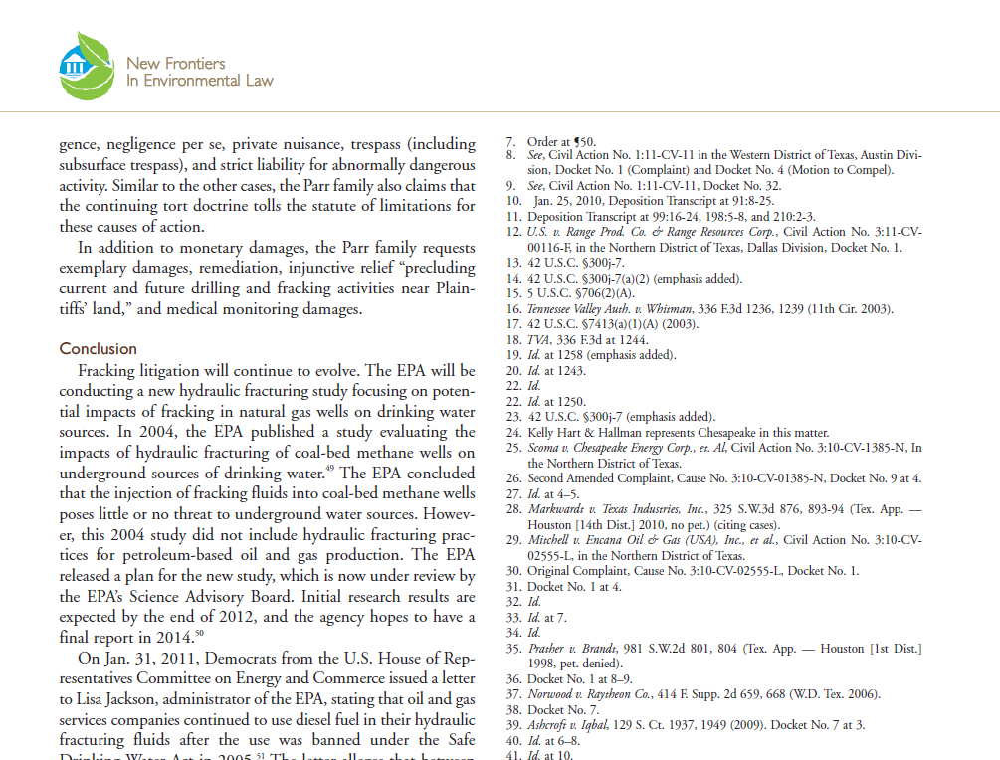 New Frontiers
In Environmental Law
gence, negligence per se, private nuisance, trespass (including
subsurface trespass), and strict liability for abnormally dangerous
activity. Similar to the other cases, the Parr family also claims that
the continuing tort doctrine tolls the statute of limitations for
these causes of action.
In addition to monetary damages, the Parr family requests
exemplary damages, remediation, injunctive relief “precluding
current and future drilling and fracking activities near Plain-
tiffs’ land,” and medical monitoring damages.
Conclusion
Fracking litigation will continue to evolve. The EPA will be
conducting a new hydraulic fracturing study focusing on poten-
tial impacts of fracking in natural gas wells on drinking water
sources. In 2004, the EPA published a study evaluating the
impacts of hydraulic fracturing of coal-bed methane wells on
underground sources of drinking water.49 The EPA concluded
that the injection of fracking fluids into coal-bed methane wells
poses little or no threat to underground water sources. Howev-
er, this 2004 study did not include hydraulic fracturing prac-
tices for petroleum-based oil and gas production. The EPA
released a plan for the new study, which is now under review by
the EPA’s Science Advisory Board. Initial research results are
expected by the end of 2012, and the agency hopes to have a
final report in 2014.50
On Jan. 31, 2011, Democrats from the U.S. House of Rep-
resentatives Committee on Energy and Commerce issued a letter
to Lisa Jackson, administrator of the EPA, stating that oil and gas
services companies continued to use diesel fuel in their hydraulic
fracturing fluids after the use was banned under the Safe
Drinking Water Act in 2005.51 The letter alleges that between
7. Order at ¶50.
8. See, Civil Action No. 1:11-CV-11 in the Western District of Texas, Austin Divi-
sion, Docket No. 1 (Complaint) and Docket No. 4 (Motion to Compel).
9. See, Civil Action No. 1:11-CV-11, Docket No. 32.
10. Jan. 25, 2010, Deposition Transcript at 91:8-25.
11. Deposition Transcript at 99:16-24, 198:5-8, and 210:2-3.
12. U.S. v. Range Prod. Co. & Range Resources Corp., Civil Action No. 3:11-CV-
00116-F, in the Northern District of Texas, Dallas Division, Docket No. 1.
13. 42 U.S.C. §300j-7.
14. 42 U.S.C. §300j-7(a)(2) (emphasis added).
15. 5 U.S.C. §706(2)(A).
16. Tennessee Valley Auth. v. Whitman, 336 F.3d 1236, 1239 (11th Cir. 2003).
17. 42 U.S.C. §7413(a)(1)(A) (2003).
18. TVA, 336 F.3d at 1244.
19. Id. at 1258 (emphasis added).
20. Id. at 1243.
22. Id.
22. Id. at 1250.
23. 42 U.S.C. §300j-7 (emphasis added).
24. Kelly Hart & Hallman represents Chesapeake in this matter.
25. Scoma v. Chesapeake Energy Corp., et. Al, Civil Action No. 3:10-CV-1385-N, In
the Northern District of Texas.
26. Second Amended Complaint, Cause No. 3:10-CV-01385-N, Docket No. 9 at 4.
27. Id. at 4–5.
28. Markwardt v. Texas Industries, Inc., 325 S.W.3d 876, 893-94 (Tex. App. —
Houston [14th Dist.] 2010, no pet.) (citing cases).
29. Mitchell v. Encana Oil & Gas (USA), Inc., et al., Civil Action No. 3:10-CV-
02555-L, in the Northern District of Texas.
30. Original Complaint, Cause No. 3:10-CV-02555-L, Docket No. 1.
31. Docket No. 1 at 4.
32. Id.
33. Id. at 7.
34. Id.
35. Prather v. Brandt, 981 S.W.2d 801, 804 (Tex. App. — Houston [1st Dist.]
1998, pet. denied).
36. Docket No. 1 at 8–9.
37. Norwood v. Raytheon Co., 414 F. Supp. 2d 659, 668 (W.D. Tex. 2006).
38. Docket No. 7.
39. Ashcroft v. Iqbal, 129 S. Ct. 1937, 1949 (2009). Docket No. 7 at 3.
40. Id. at 6–8.
41. Id. at 10.